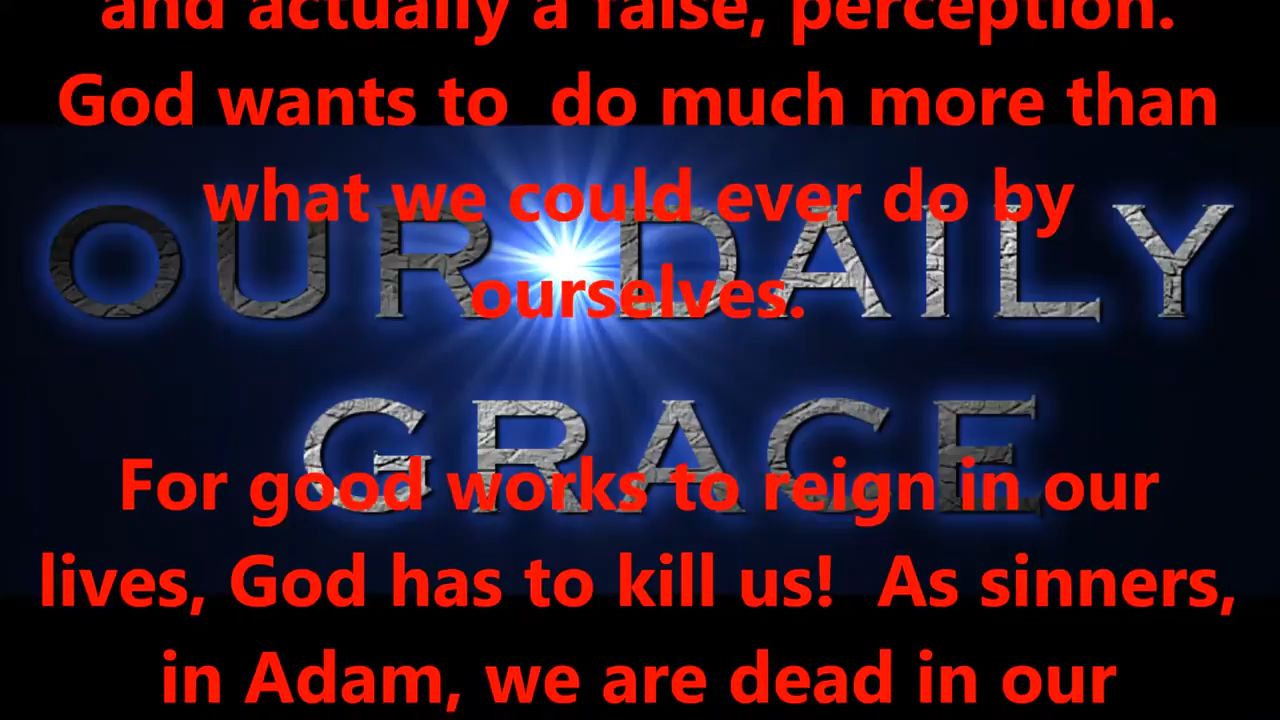 and actually a false, perception.
God wants to  do much more than
what we could ever do by
OUR DAILY
ourselves.
GRACE
For good works to reign in our
lives, God has to kill us!  As sinners,
in Adam, we are dead in our